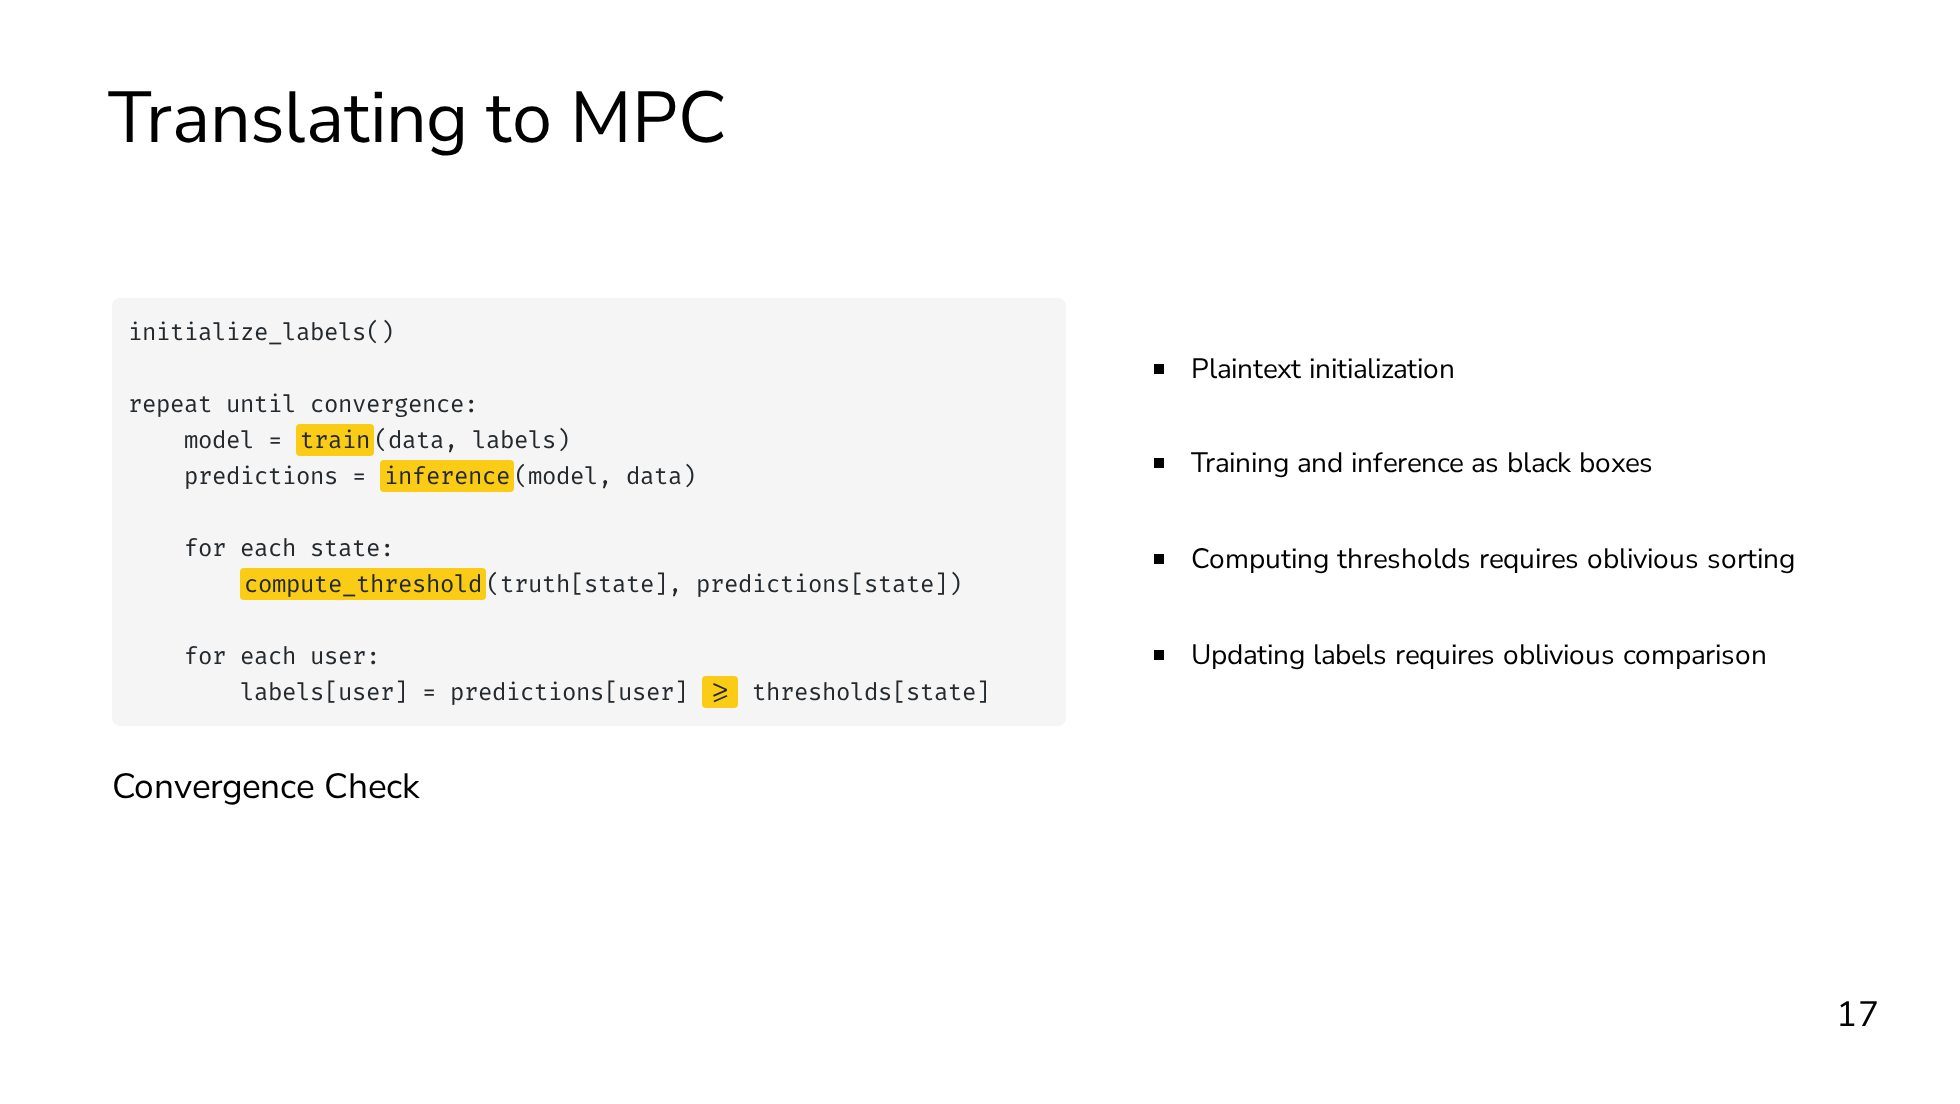 Translating to MPC
initialize_labels()
repeat until convergence:
    model = train(data, labels)
    predictions = inference(model, data)
    for each state:
        compute_threshold(truth[state], predictions[state])
    for each user:
        labels[user] = predictions[user] ⩾ thresholds[state]
▪ Plaintext initialization
▪ Training and inference as black boxes
▪ Computing thresholds requires oblivious sorting
▪ Updating labels requires oblivious comparison
Convergence Check
17